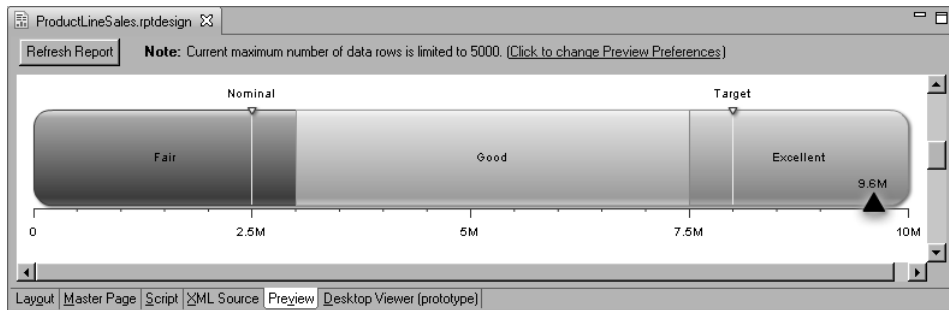 ProductLineSales.rptdesign
Refresh Report Note: Current maximum number of data rows is limited to 5000. (Click to change Preview Preferences)
Nominal Target
Fair Good Excellent
9.6M
0 2.5M 5M 7.5M 10M
Layout Master Page Script XML Source Preview Desktop Viewer (prototype)